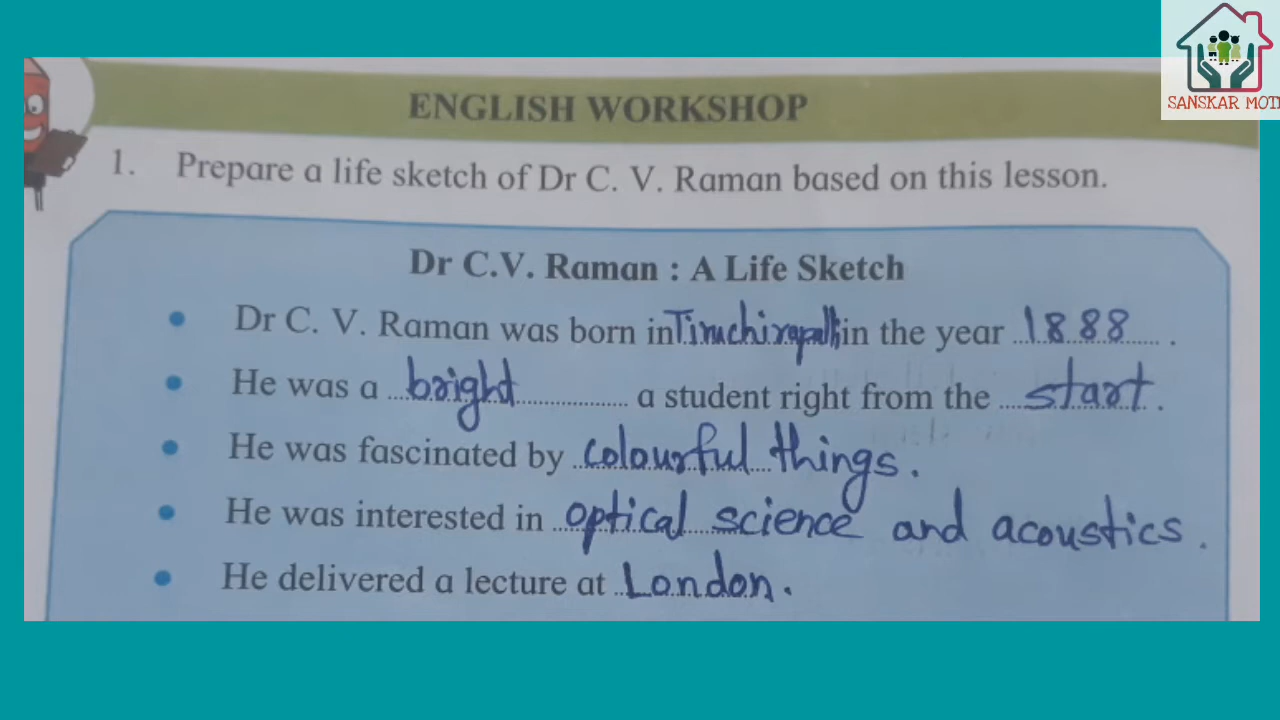 SANSKAR MOT
ENGLISH WORKSHOP
1. Prepare a life sketch of Dr C. V. Raman based on this lesson.
Dr C.V. Raman : A Life Sketch
• Dr C. V. Raman was born in Tiruchirapalli in the year 1888.
• He was a bright a student right from the start.
• He was fascinated by colourful things.
• He was interested in optical science and acoustics.
• He delivered a lecture at London.